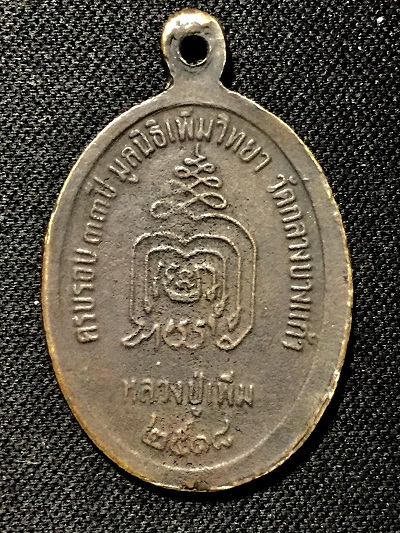 ครบรอบ ๓๓ปี มูลนิธิเพิ่มวิทยา วัดกลางบางแก้ว
หลวงปู่เพิ่ม
๒๕๑๘